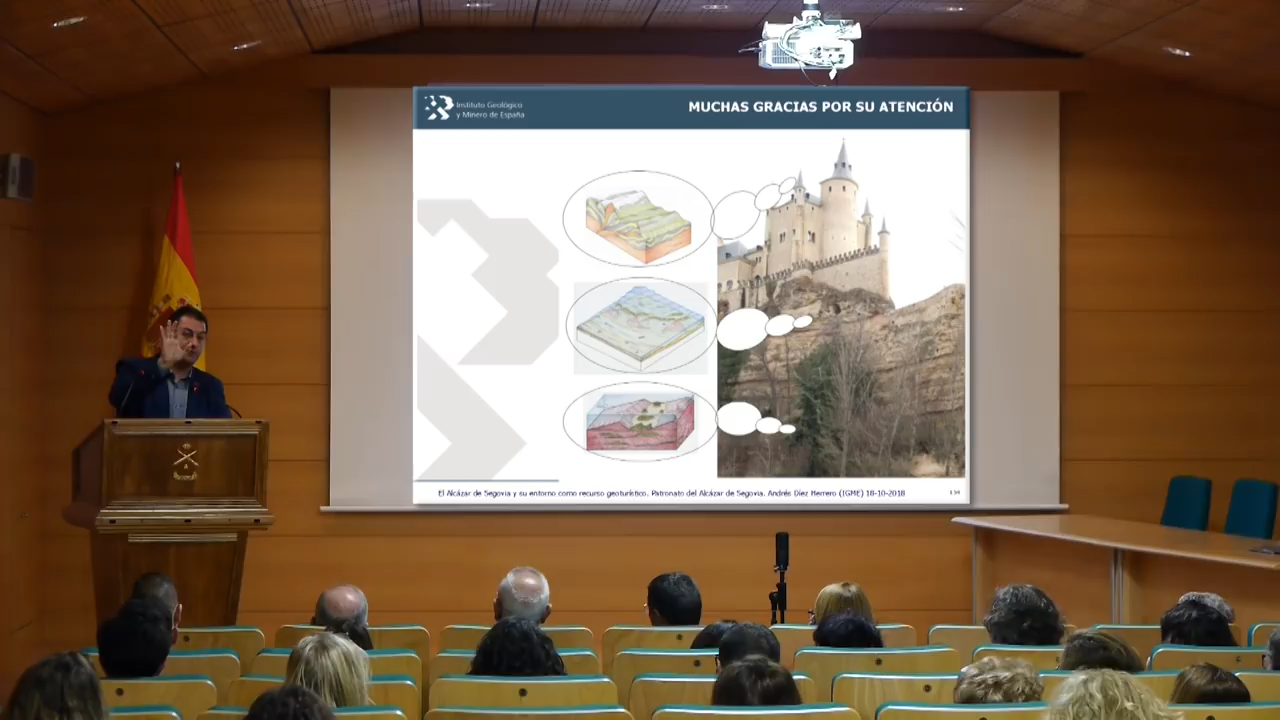 Instituto Geológico
y Minero de España
MUCHAS GRACIAS POR SU ATENCIÓN
El Alcázar de Segovia y su entorno como recurso geoturístico. Patronato del Alcázar de Segovia. Andrés Díez Herrero (IGME) 18-10-2018